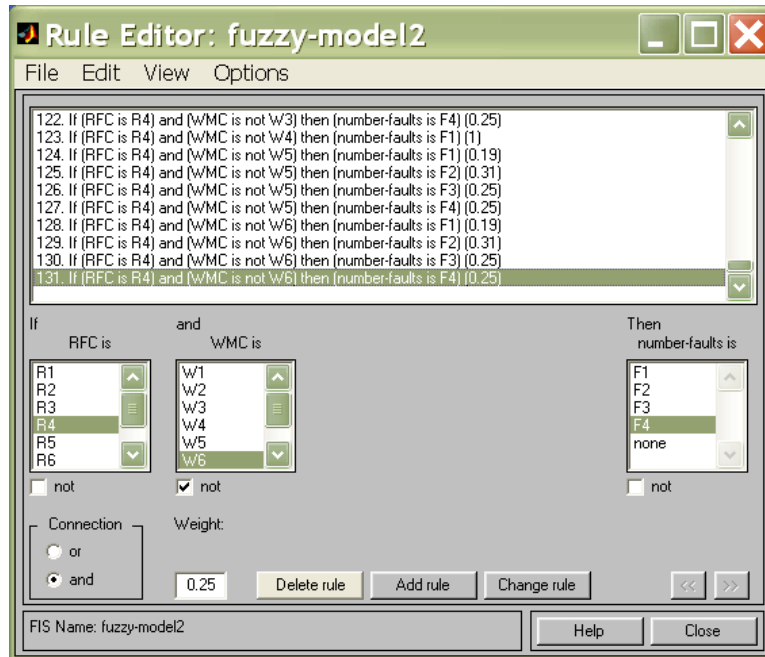 Rule Editor: fuzzy-model2
File Edit View Options
122. If (RFC is R4) and (WMC is not W3) then (number-faults is F4) (0.25)
123. If (RFC is R4) and (WMC is not W4) then (number-faults is F1) (1)
124. If (RFC is R4) and (WMC is not W5) then (number-faults is F1) (0.19)
125. If (RFC is R4) and (WMC is not W5) then (number-faults is F2) (0.31)
126. If (RFC is R4) and (WMC is not W5) then (number-faults is F3) (0.25)
127. If (RFC is R4) and (WMC is not W5) then (number-faults is F4) (0.25)
128. If (RFC is R4) and (WMC is not W6) then (number-faults is F1) (0.19)
129. If (RFC is R4) and (WMC is not W6) then (number-faults is F2) (0.31)
130. If (RFC is R4) and (WMC is not W6) then (number-faults is F3) (0.25)
131. If (RFC is R4) and (WMC is not W6) then (number-faults is F4) (0.25)
If and Then
RFC is WMC is number-faults is
R1 W1 F1
R2 W2 F2
R3 W3 F3
R4 W4 F4
R5 W5 none
R6 W6
not not not
Connection Weight:
or
and 0.25 Delete rule Add rule Change rule << >>
FIS Name: fuzzy-model2 Help Close